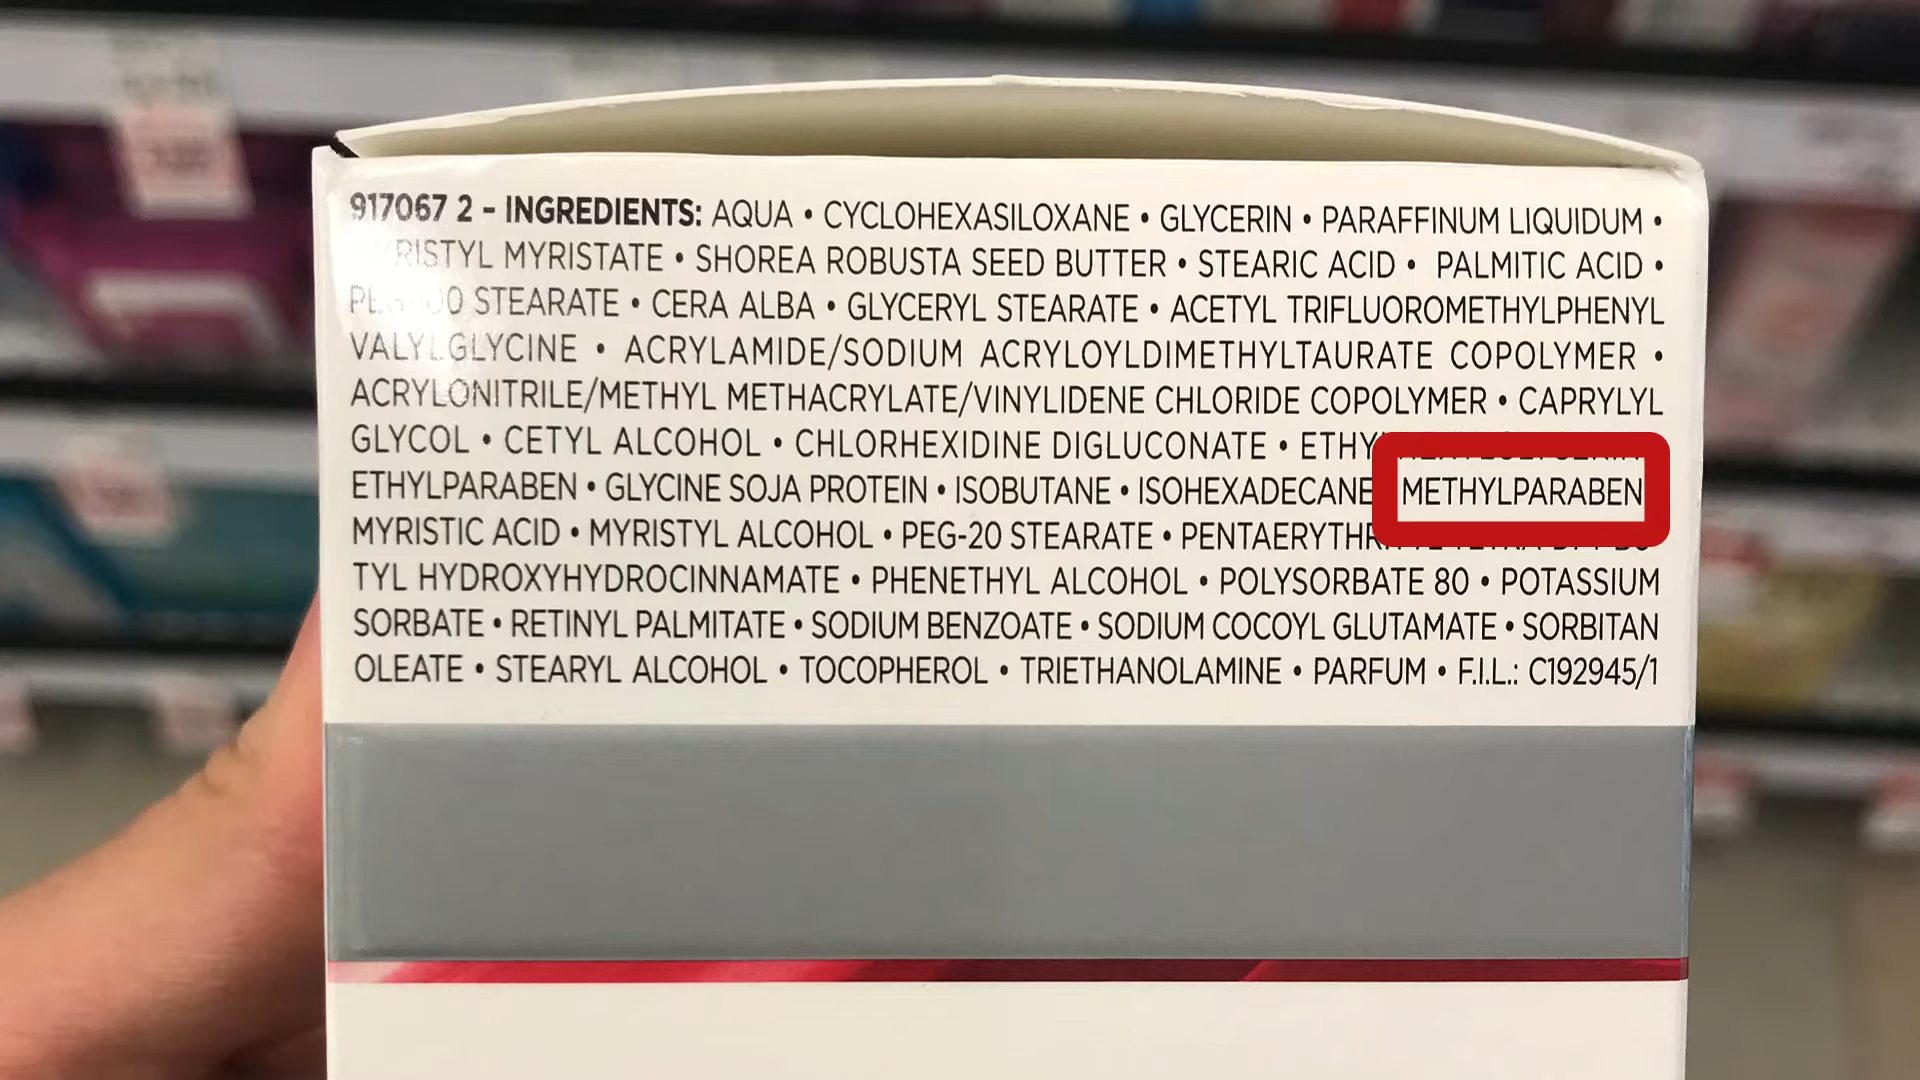 917067 2 - INGREDIENTS: AQUA • CYCLOHEXASILOXANE • GLYCERIN • PARAFFINUM LIQUIDUM •
MYRISTATE • SHOREA ROBUSTA SEED BUTTER • STEARIC ACID • PALMITIC ACID •
STEARATE • CERA ALBA • GLYCERYL STEARATE • ACETYL TRIFLUOROMETHYLPHENYL
VALYLGLYCINE • ACRYLAMIDE/SODIUM ACRYLOYLDIMETHYLTAURATE COPOLYMER •
ACRYLONITRILE/METHYL METHACRYLATE/VINYLIDENE CHLORIDE COPOLYMER • CAPRYLYL
GLYCOL • CETYL ALCOHOL • CHLORHEXIDINE DIGLUCONATE •
ETHYLPARABEN • GLYCINE SOJA PROTEIN • ISOBUTANE • ISOHEXADECANE METHYLPARABEN
MYRISTIC ACID • MYRISTYL ALCOHOL • PEG-20 STEARATE •
TYL HYDROXYHYDROCINNAMATE • PHENETHYL ALCOHOL • POLYSORBATE 80 • POTASSIUM
SORBATE • RETINYL PALMITATE • SODIUM BENZOATE • SODIUM COCOYL GLUTAMATE • SORBITAN
OLEATE • STEARYL ALCOHOL • TOCOPHEROL • TRIETHANOLAMINE • PARFUM • F.I.L.: C192945/1